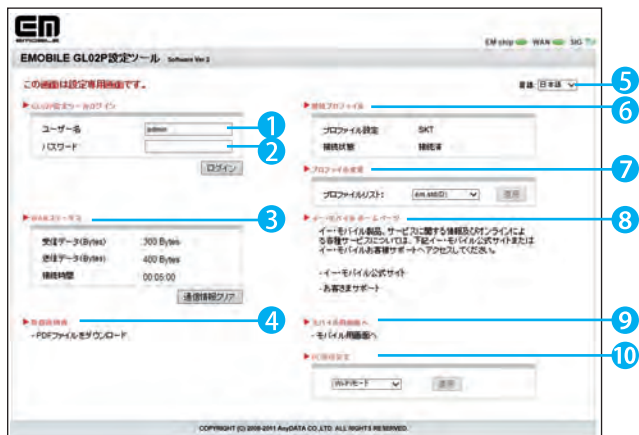 EM
EM chip WAN SIG
EMOBILE GL02P設定ツール Software Ver 2
この画面は設定専用画面です。
言語: 日本語
5
GL02P設定ツールログイン
ユーザー名 admin 1
パスワード 2
ログイン
接続プロファイル 6
プロファイル設定 SKT
接続状態 接続済
プロファイル変更 7
プロファイルリスト: em.std(D) 適用
WANステータス 3
受信データ(Bytes) 300 Bytes
送信データ(Bytes) 400 Bytes
接続時間 00:05:00
通信情報クリア
イー・モバイル ホームページ 8
イー・モバイル製品、サービスに関する情報及びオンラインによ
る各種サービスについては、下記イー・モバイル公式サイトまたは
イー・モバイルお客様サポートへアクセスしてください。
・イー・モバイル公式サイト
・お客さまサポート
取扱説明書 4
・PDFファイルをダウンロード
モバイル用画面へ 9
・モバイル用画面へ
PC接続設定 10
Wi-Fiモード 適用
COPYRIGHT (C) 2009-2011 AnyDATA CO.,LTD. ALL RIGHTS RESERVED.